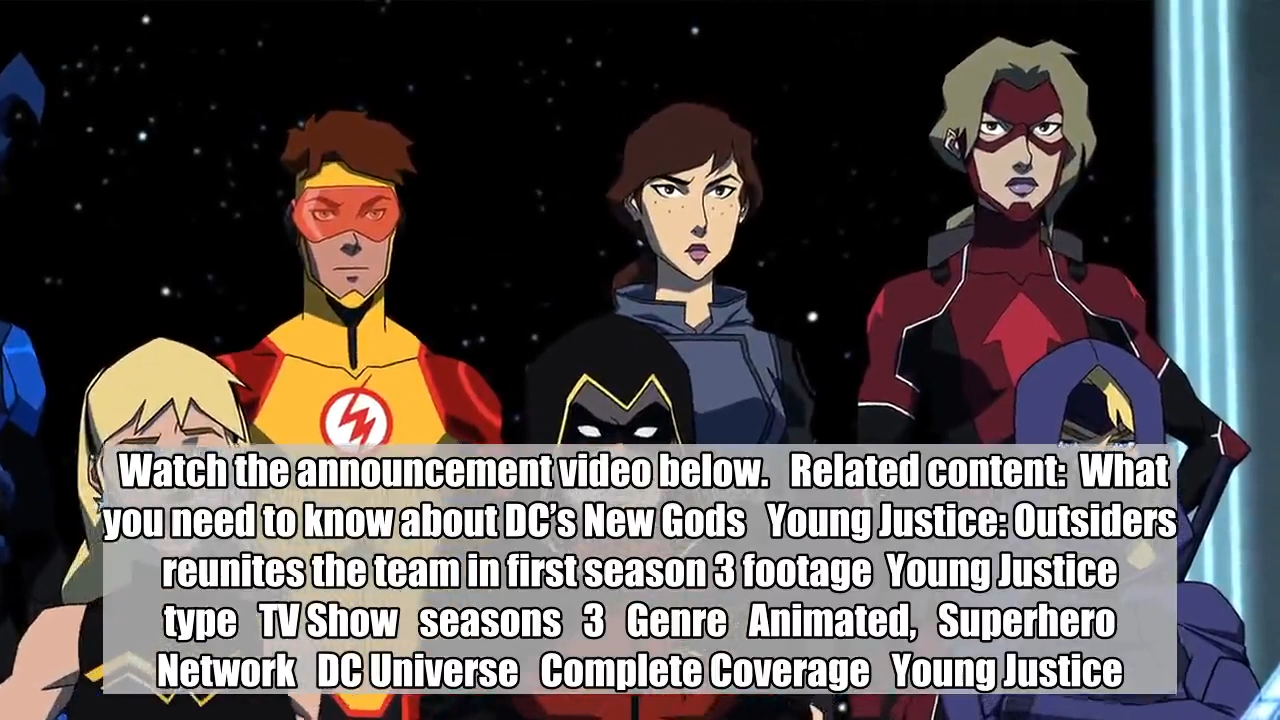 Watch the announcement video below. Related content: What
you need to know about DC's New Gods Young Justice: Outsiders
reunites the team in first season 3 footage Young Justice
type TV Show seasons 3 Genre Animated, Superhero
Network DC Universe Complete Coverage Young Justice